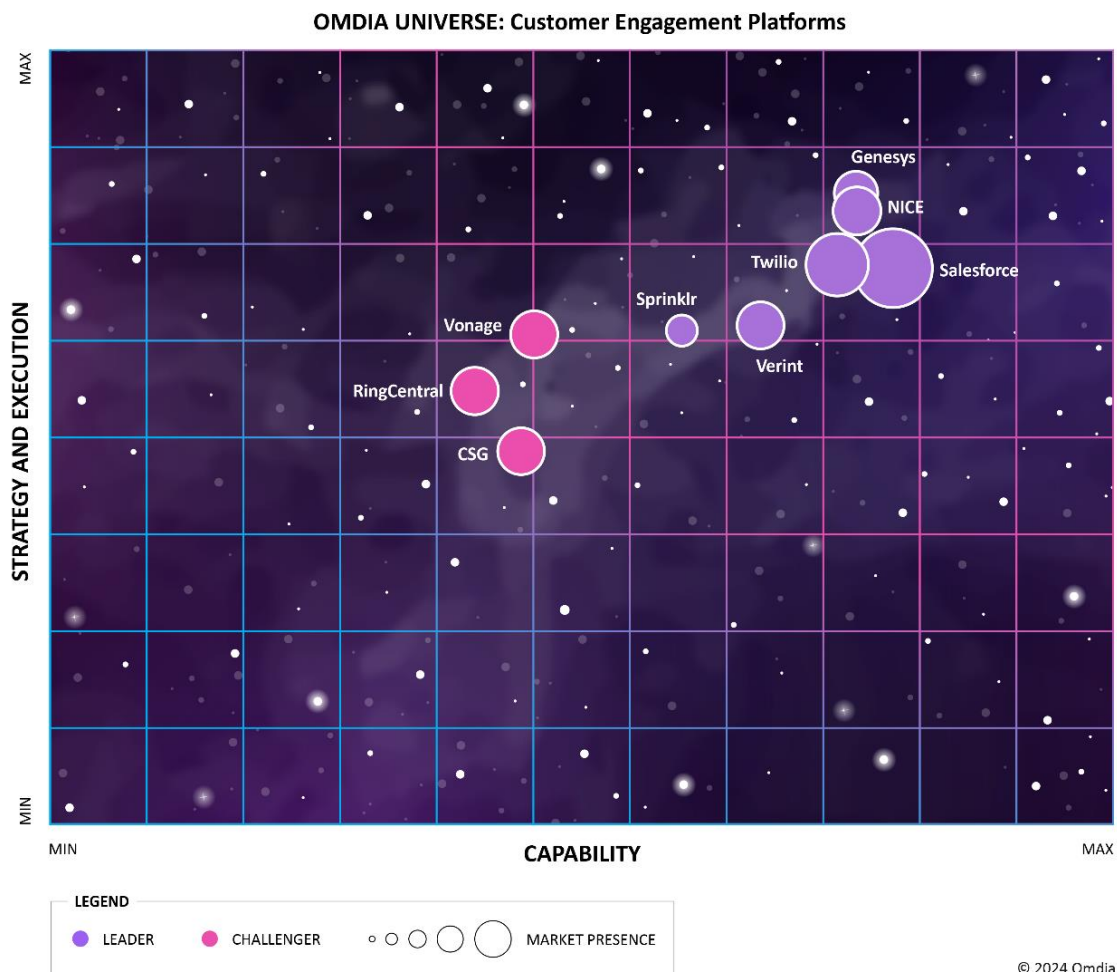 OMDIA UNIVERSE: Customer Engagement Platforms
MAX
Genesys
NICE
Twilio
Salesforce
Sprinklr
Vonage
Verint
RingCentral
CSG
STRATEGY AND EXECUTION
MIN
MIN
CAPABILITY
MAX
LEGEND
LEADER
CHALLENGER
MARKET PRESENCE
© 2024 Omdia